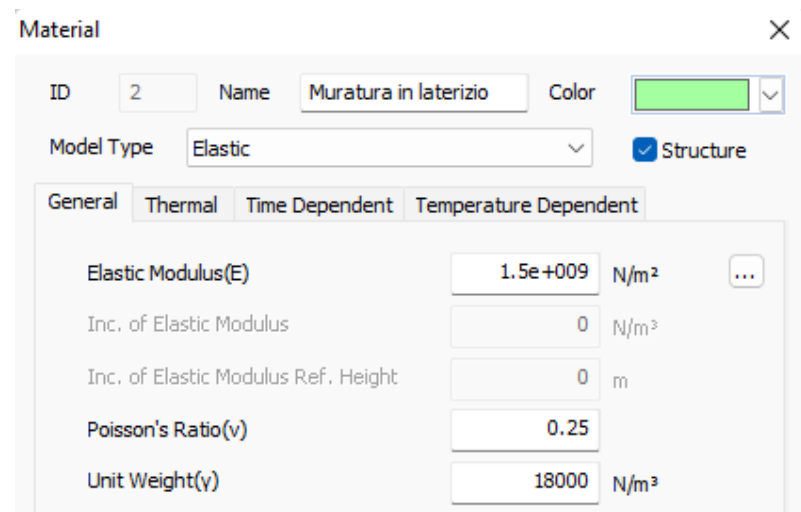 Material
ID 2 Name Muratura in laterizio Color
Model Type Elastic Structure
General Thermal Time Dependent Temperature Dependent
Elastic Modulus(E) 1.5e+009 N/m² ...
Inc. of Elastic Modulus 0 N/m³
Inc. of Elastic Modulus Ref. Height 0 m
Poisson's Ratio(ν) 0.25
Unit Weight(γ) 18000 N/m³